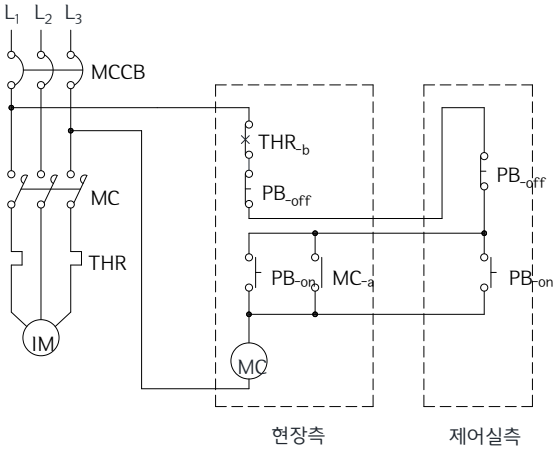 L1 L2 L3
MCCB
THR-b
PB-off
PB-off
MC
THR
PB-on
MC-a
PB-on
IM
MC
현장측
제어실측